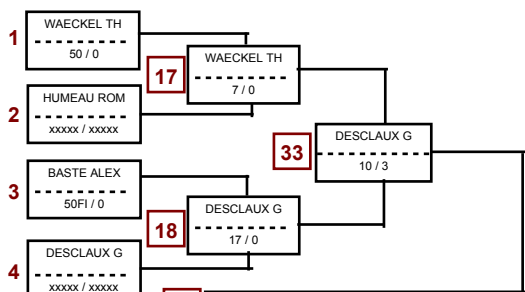 1
WAECKEL TH
50 / 0
17
WAECKEL TH
7 / 0
2
HUMEAU ROM
xxxxx / xxxxx
33
DESCLAUX G
10 / 3
3
BASTE ALEX
50FI / 0
18
DESCLAUX G
17 / 0
4
DESCLAUX G
xxxxx / xxxxx